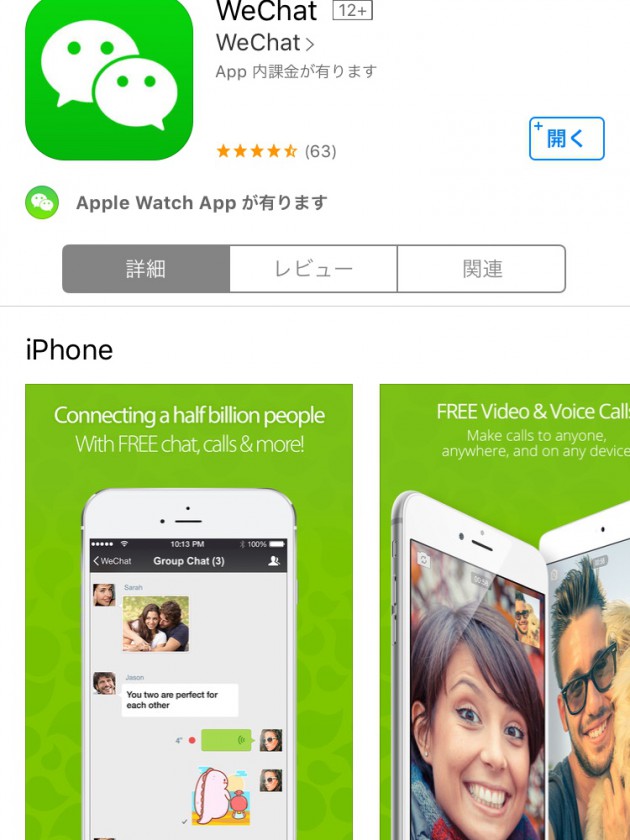 WeChat 12+
WeChat >
App 内課金が有ります
★★★★⯪ (63)
+ 開く
Apple Watch App が有ります
詳細 レビュー 関連
iPhone
Connecting a half billion people
With FREE chat, calls & more!
10:13 PM 100%
WeChat Group Chat (3)
Sarah
Jason
You two are perfect for
each other
4"
FREE Video & Voice Calls
Make calls to anyone,
anywhere, and on any device